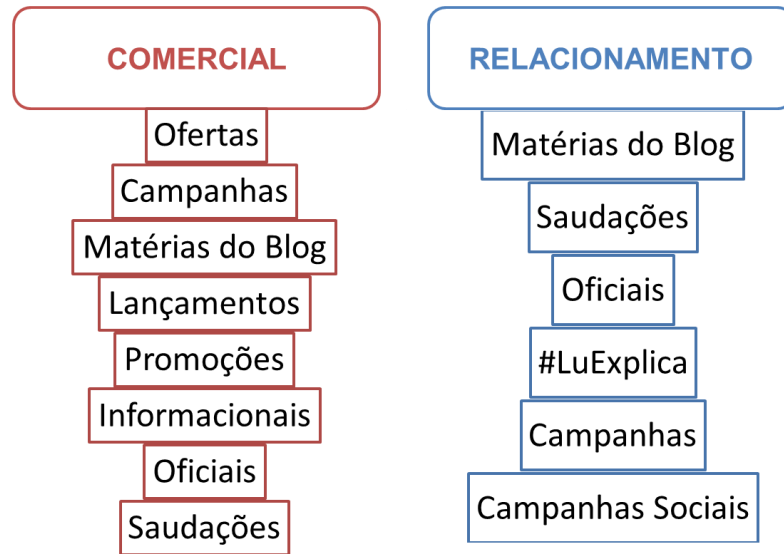 COMERCIAL
Ofertas
Campanhas
Matérias do Blog
Lançamentos
Promoções
Informacionais
Oficiais
Saudações
RELACIONAMENTO
Matérias do Blog
Saudações
Oficiais
#LuExplica
Campanhas
Campanhas Sociais